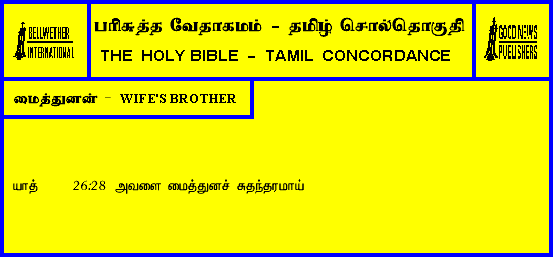 BELLWETHER
INTERNATIONAL
பரிசுத்த வேதாகமம் - தமிழ் சொல்தொகுதி
THE HOLY BIBLE - TAMIL CONCORDANCE
GOOD NEWS
PUBLISHERS
மைத்துனன் - WIFE'S BROTHER
யாத் 26:28 அவளை மைத்துனச் சுதந்தரமாய்